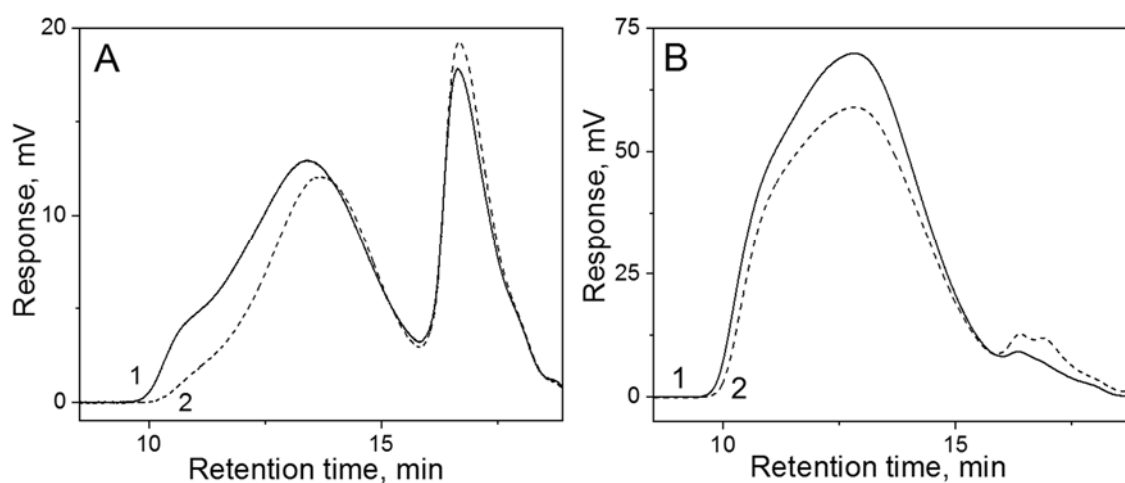 A
Response, mV
20
10
0
1
2
10
15
Retention time, min
B
Response, mV
75
50
25
0
1
2
10
15
Retention time, min